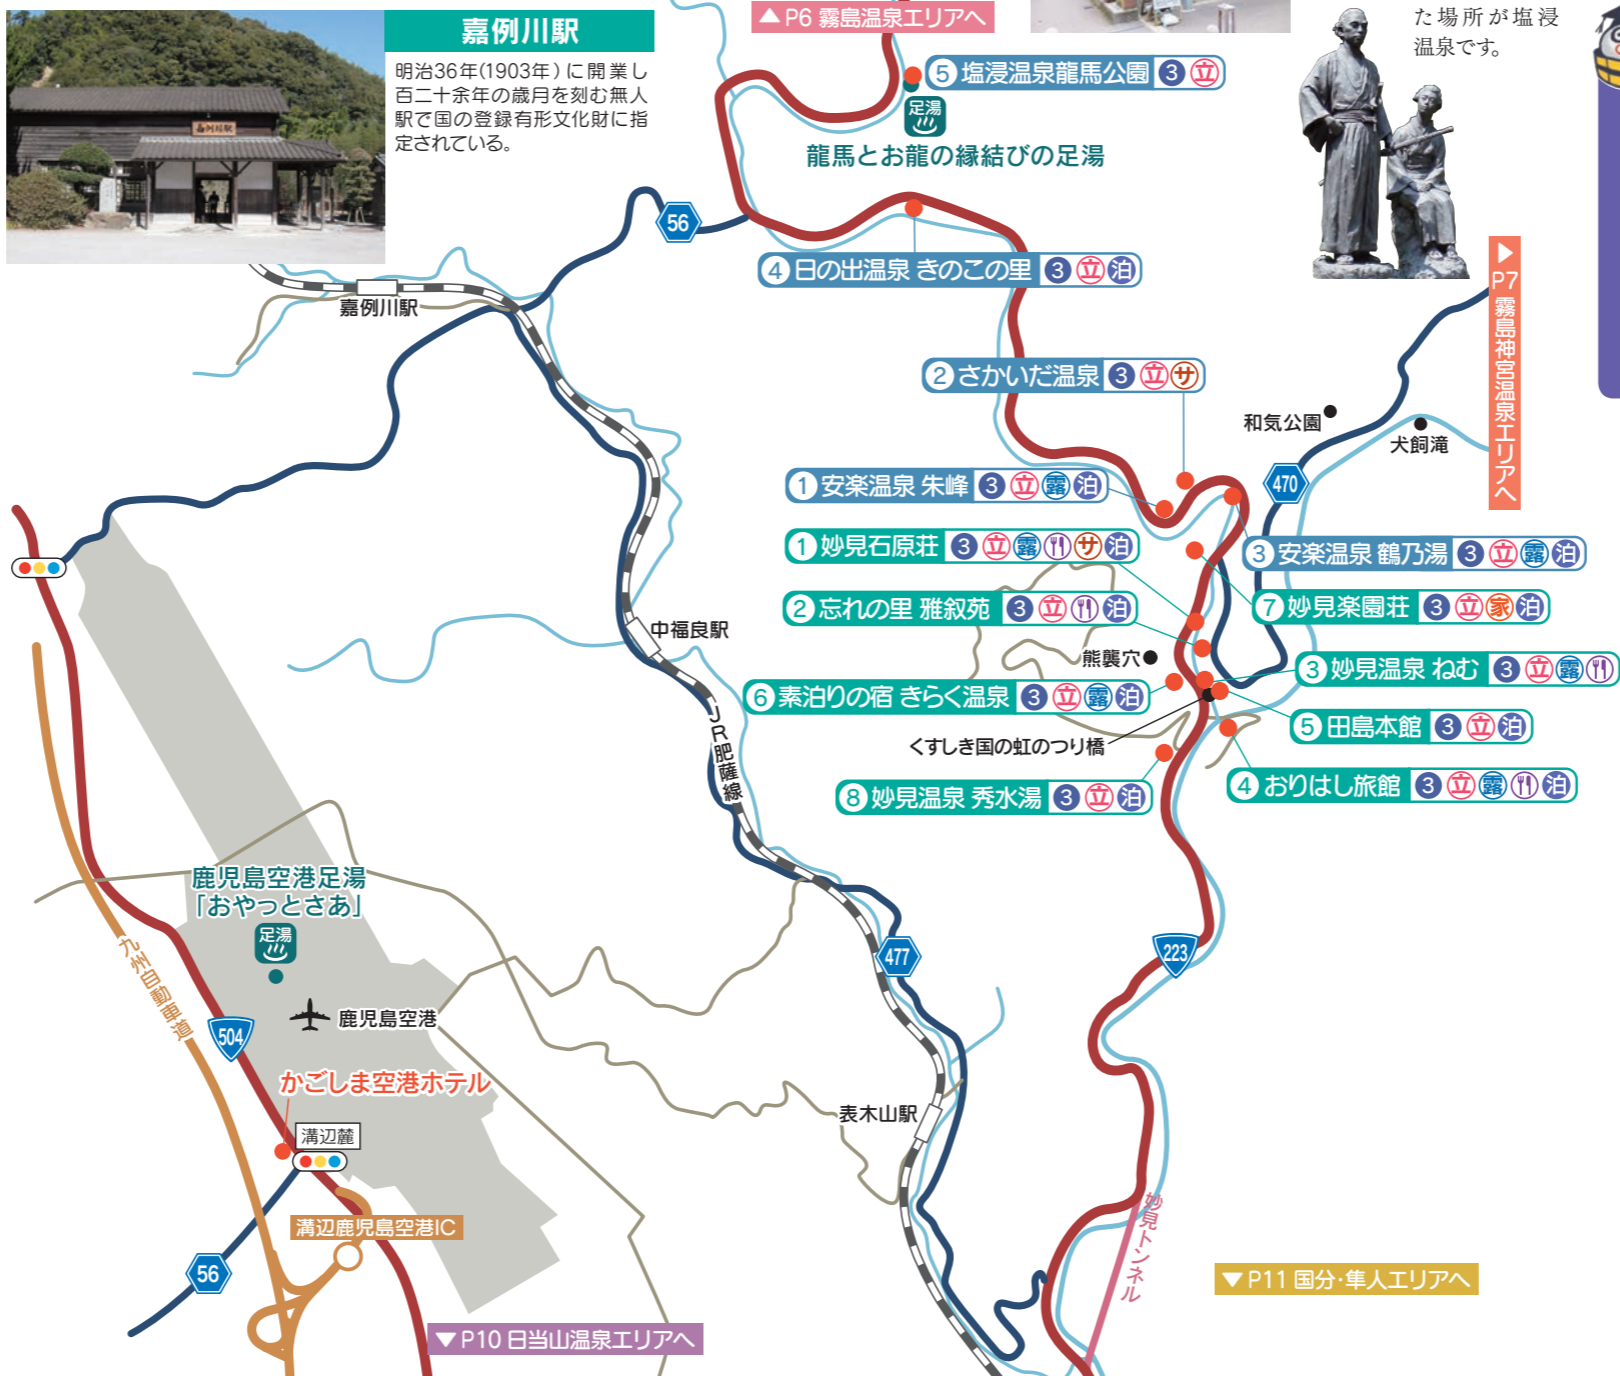 嘉例川駅
明治36年(1903年)に開業し
百二十余年の歳月を刻む無人
駅で国の登録有形文化財に指
定されている。
嘉例川駅
▲P6 霧島温泉エリアへ
た場所が塩浸
温泉です。
⑤ 塩浸温泉龍馬公園 3 立
足湯
龍馬とお龍の縁結びの足湯
56
④ 日の出温泉 きのこの里 3 立 泊
▶P7 霧島神宮温泉エリアへ
嘉例川駅
② さかいだ温泉 3 立 サ
和気公園
犬飼滝
470
① 安楽温泉 朱峰 3 立 露 泊
① 妙見石原荘 3 立 露 サ 泊
③ 安楽温泉 鶴乃湯 3 立 露 泊
② 忘れの里 雅叙苑 3 立 泊
⑦ 妙見楽園荘 3 立 家 泊
中福良駅
熊襲穴
③ 妙見温泉 ねむ 3 立 露
⑥ 素泊りの宿 きらく温泉 3 立 露 泊
⑤ 田島本館 3 立 泊
くすしき国の虹のつり橋
④ おりはし旅館 3 立 露 泊
⑧ 妙見温泉 秀水湯 3 立 泊
JR肥薩線
鹿児島空港足湯
「おやっとさあ」
足湯
九州自動車道
477
223
504
鹿児島空港
かごしま空港ホテル
溝辺麓
表木山駅
溝辺鹿児島空港IC
妙見トンネル
56
▼P11 国分・隼人エリアへ
▼P10 日当山温泉エリアへ